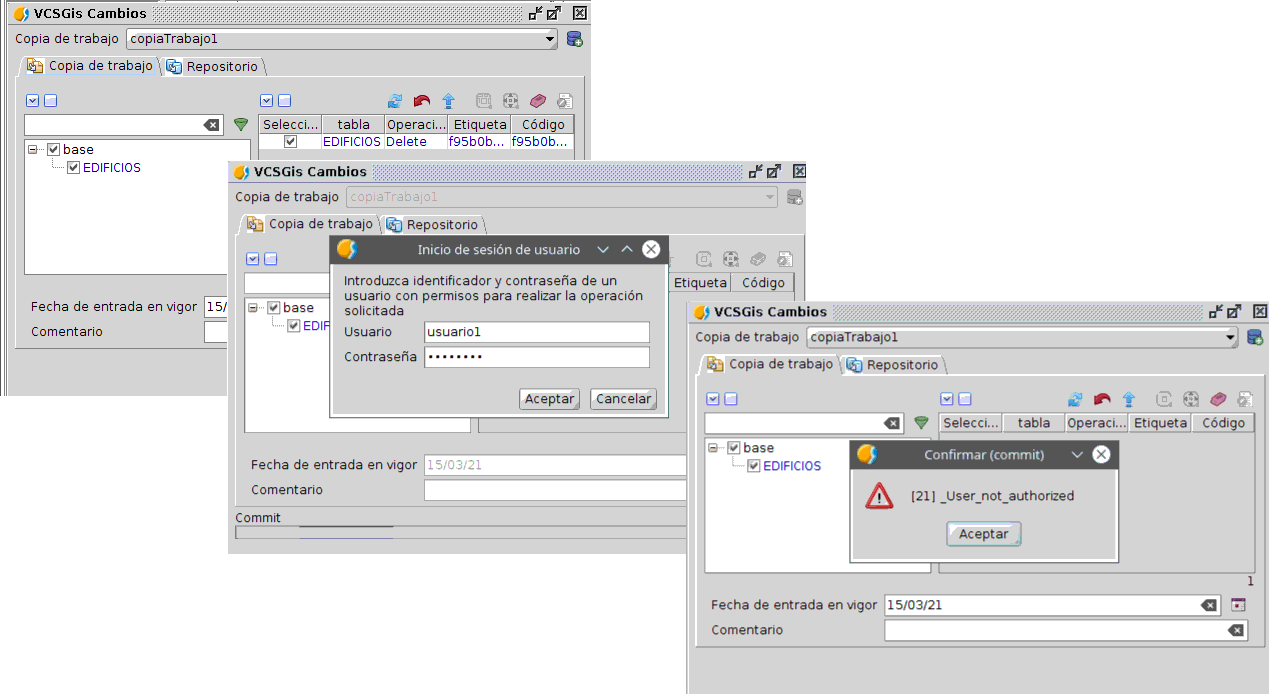 VCSGis Cambios
Copia de trabajo copiaTrabajo1
Copia de trabajo Repositorio
Selecci... tabla Operaci... Etiqueta Código
EDIFICIOS Delete f95b0b... f95b0b...
base
EDIFICIOS
Fecha de entrada en vigor 15/
Comentario
VCSGis Cambios
Copia de trabajo copiaTrabajo1
Copia de trabajo Repositorio
Etiqueta Código
base
EDIF
Inicio de sesión de usuario
Introduzca identificador y contraseña de un
usuario con permisos para realizar la operación
solicitada
Usuario usuario1
Contraseña ••••••••
Aceptar Cancelar
Fecha de entrada en vigor 15/03/21
Comentario
Commit
VCSGis Cambios
Copia de trabajo copiaTrabajo1
Copia de trabajo Repositorio
Selecci... tabla Operaci... Etiqueta Código
base
EDIFICIOS
Confirmar (commit)
[21] _User_not_authorized
Aceptar
1
Fecha de entrada en vigor 15/03/21
Comentario